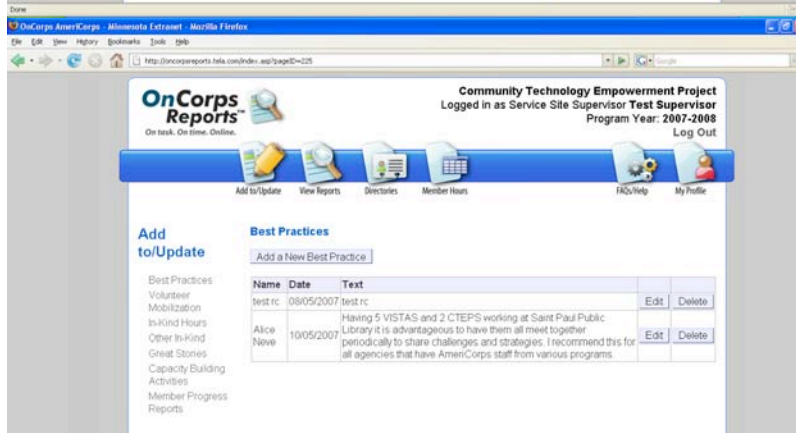 Done
OnCorps AmeriCorps - Minnesota Extranet - Mozilla Firefox
File Edit View History Bookmarks Tools Help
http://oncorpsreports.tela.com/index.asp?pageID=225
Google
OnCorps
Reports™
On task. On time. Online.
Community Technology Empowerment Project
Logged in as Service Site Supervisor Test Supervisor
Program Year: 2007-2008
Log Out
Add to/Update View Reports Directories Member Hours FAQs/Help My Profile
Add
to/Update
Best Practices
Volunteer
Mobilization
In-Kind Hours
Other In-Kind
Great Stories
Capacity Building
Activities
Member Progress
Reports
Best Practices
Add a New Best Practice
Name Date Text
test rc 08/05/2007 test rc Edit Delete
Having 5 VISTAS and 2 CTEPS working at Saint Paul Public
Alice Library it is advantageous to have them all meet together
Neve 10/05/2007 periodically to share challenges and strategies. I recommend this for Edit Delete
all agencies that have AmeriCorps staff from various programs.